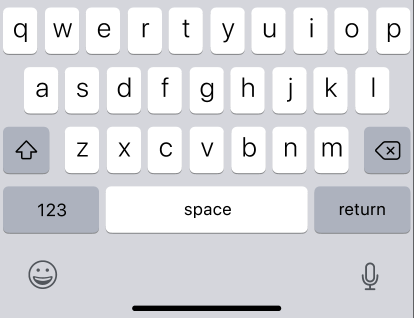 q w e r t y u i o p
a s d f g h j k l
z x c v b n m
123 space return